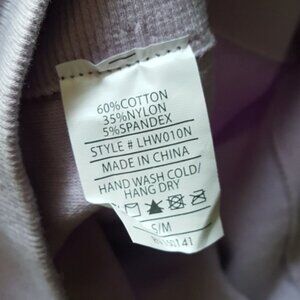 60%COTTON
35%NYLON
5%SPANDEX
STYLE # LHW010N
MADE IN CHINA
HAND WASH COLD/
HANG DRY
S/M